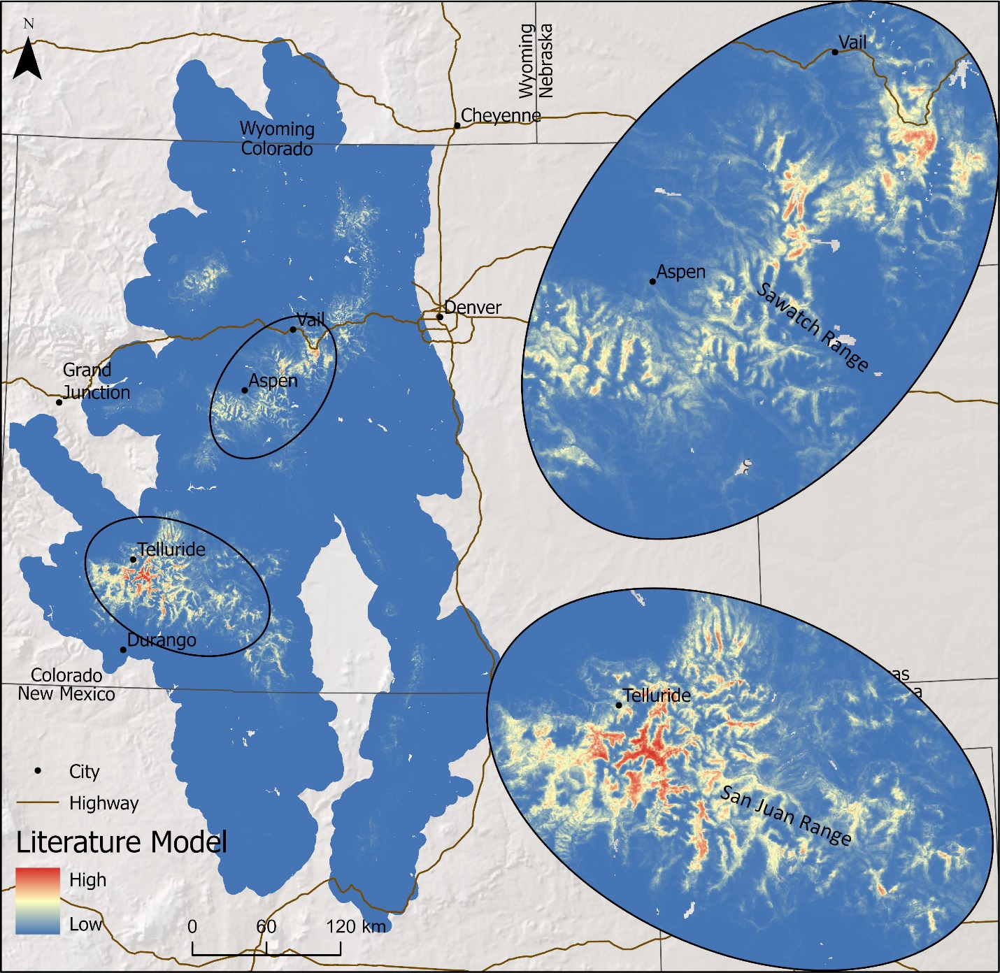 N
Wyoming
Nebraska
Cheyenne
Wyoming
Colorado
Vail
Denver
Aspen
Grand
Junction
Telluride
Durango
Colorado
New Mexico
Vail
Aspen
Sawatch Range
as
a
Telluride
San Juan Range
City
Highway
Literature Model
High
Low
0 60 120 km